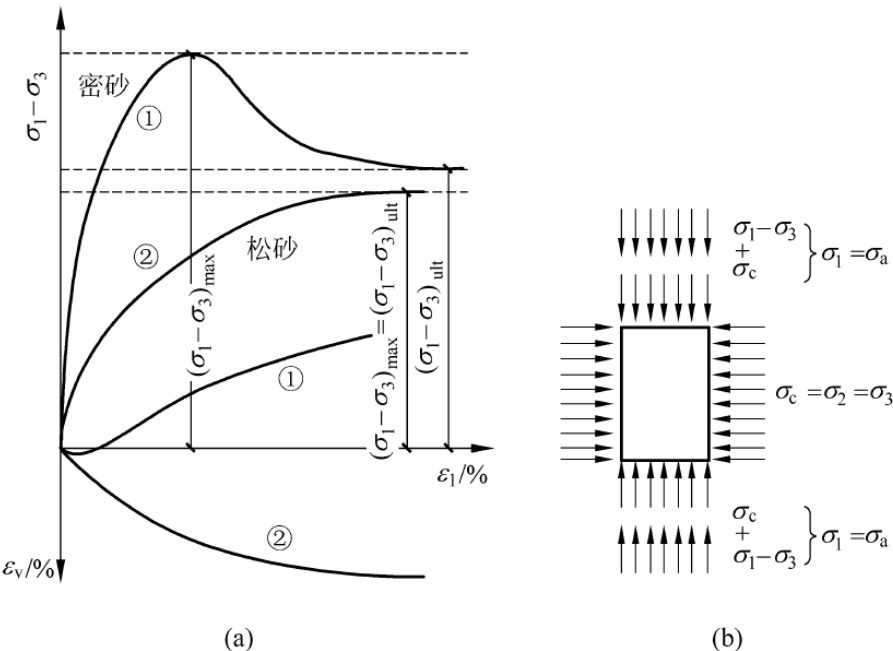 σ₁−σ₃
密砂
①
②
松砂
(σ₁−σ₃)max
(σ₁−σ₃)max=(σ₁−σ₃)ult
(σ₁−σ₃)ult
①
ε₁/%
②
εv/%
(a)
σ₁−σ₃
+
σc
} σ₁=σa
σc=σ₂=σ₃
σc
+
σ₁−σ₃
} σ₁=σa
(b)